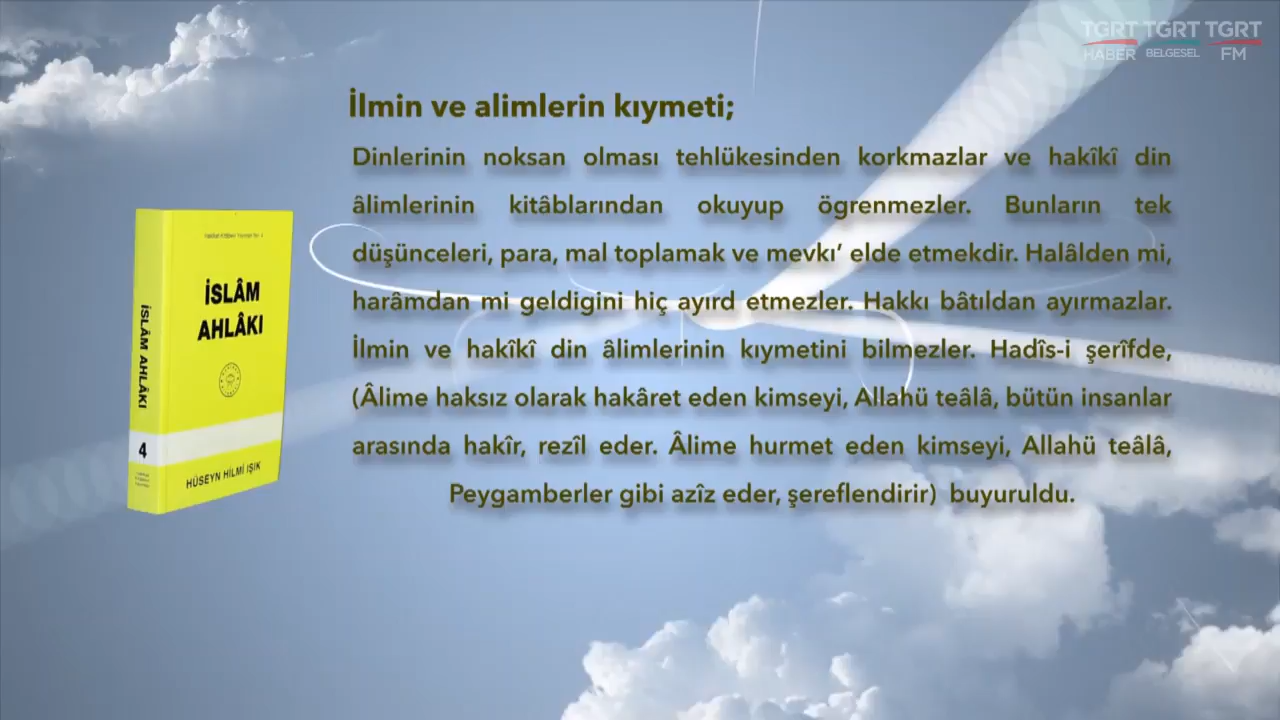 TGRT TGRT TGRT
HABER BELGESEL FM
İlmin ve alimlerin kıymeti;
Dinlerinin noksan olması tehlükesinden korkmazlar ve hakîkî din
âlimlerinin kitâblarından okuyup ögrenmezler. Bunların tek
düşünceleri, para, mal toplamak ve mevkı’ elde etmekdir. Halâlden mi,
harâmdan mi geldigini hiç ayırd etmezler. Hakkı bâtıldan ayırmazlar.
İlmin ve hakîkî din âlimlerinin kıymetini bilmezler. Hadîs-i şerîfde,
(Âlime haksız olarak hakâret eden kimseyi, Allahü teâlâ, bütün insanlar
arasında hakîr, rezîl eder. Âlime hurmet eden kimseyi, Allahü teâlâ,
Peygamberler gibi azîz eder, şereflendirir) buyuruldu.
İSLÂM
AHLÂKI
HÜSEYN HİLMİ IŞIK
İSLÂM AHLÂKI
4